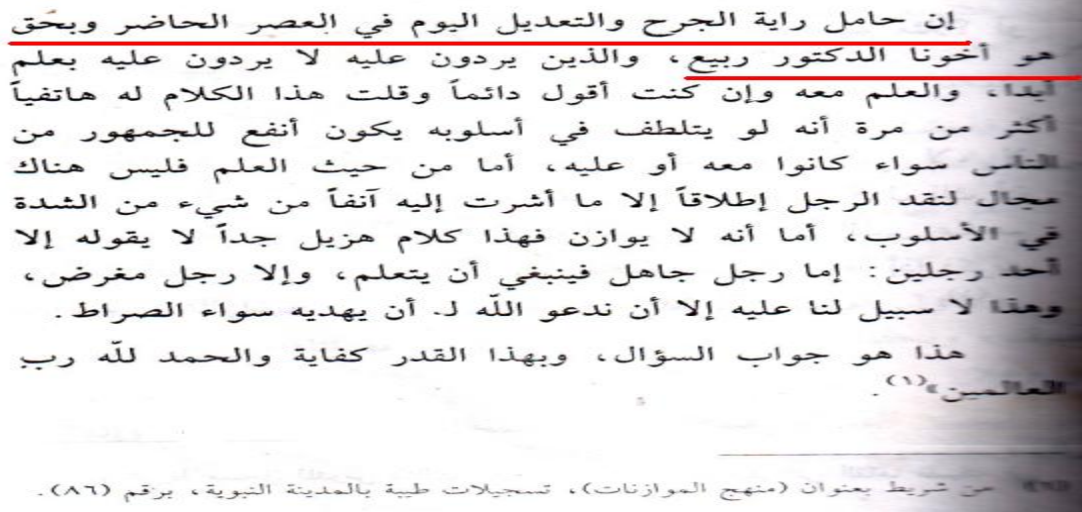 إن حامل راية الجرح والتعديل اليوم في العصر الحاضر وبحق
هو أخونا الدكتور ربيع، والذين يردون عليه لا يردون عليه بعلم
أبداً، والعلم معه وإن كنت أقول دائماً وقلت هذا الكلام له هاتفياً
أكثر من مرة أنه لو يتلطف في أسلوبه يكون أنفع للجمهور من
الناس سواء كانوا معه أو عليه، أما من حيث العلم فليس هناك
مجال لنقد الرجل إطلاقاً إلا ما أشرت إليه آنفاً من شيء من الشدة
في الأسلوب، أما أنه لا يوازن فهذا كلام هزيل جداً لا يقوله إلا
أحد رجلين: إما رجل جاهل فينبغي أن يتعلم، وإلا رجل مغرض،
وهذا لا سبيل لنا عليه إلا أن ندعو الله لـ. أن يهديه سواء الصراط.
هذا هو جواب السؤال، وبهذا القدر كفاية والحمد لله رب
العالمين»(١).
من شريط بعنوان (منهج الموازنات)، تسجيلات طيبة بالمدينة النبوية، برقم (٨٦).